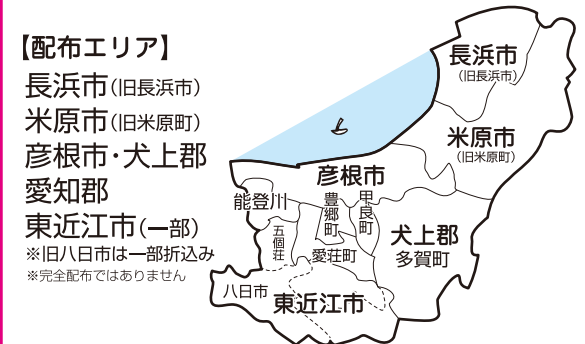 【配布エリア】
長浜市(旧長浜市)
米原市(旧米原町)
彦根市・犬上郡
愛知郡
東近江市(一部)
※旧八日市は一部折込み
※完全配布ではありません
長浜市
(旧長浜市)
米原市
(旧米原町)
彦根市
能登川
豊郷町
甲良町
五個荘
愛荘町
犬上郡
多賀町
八日市
東近江市